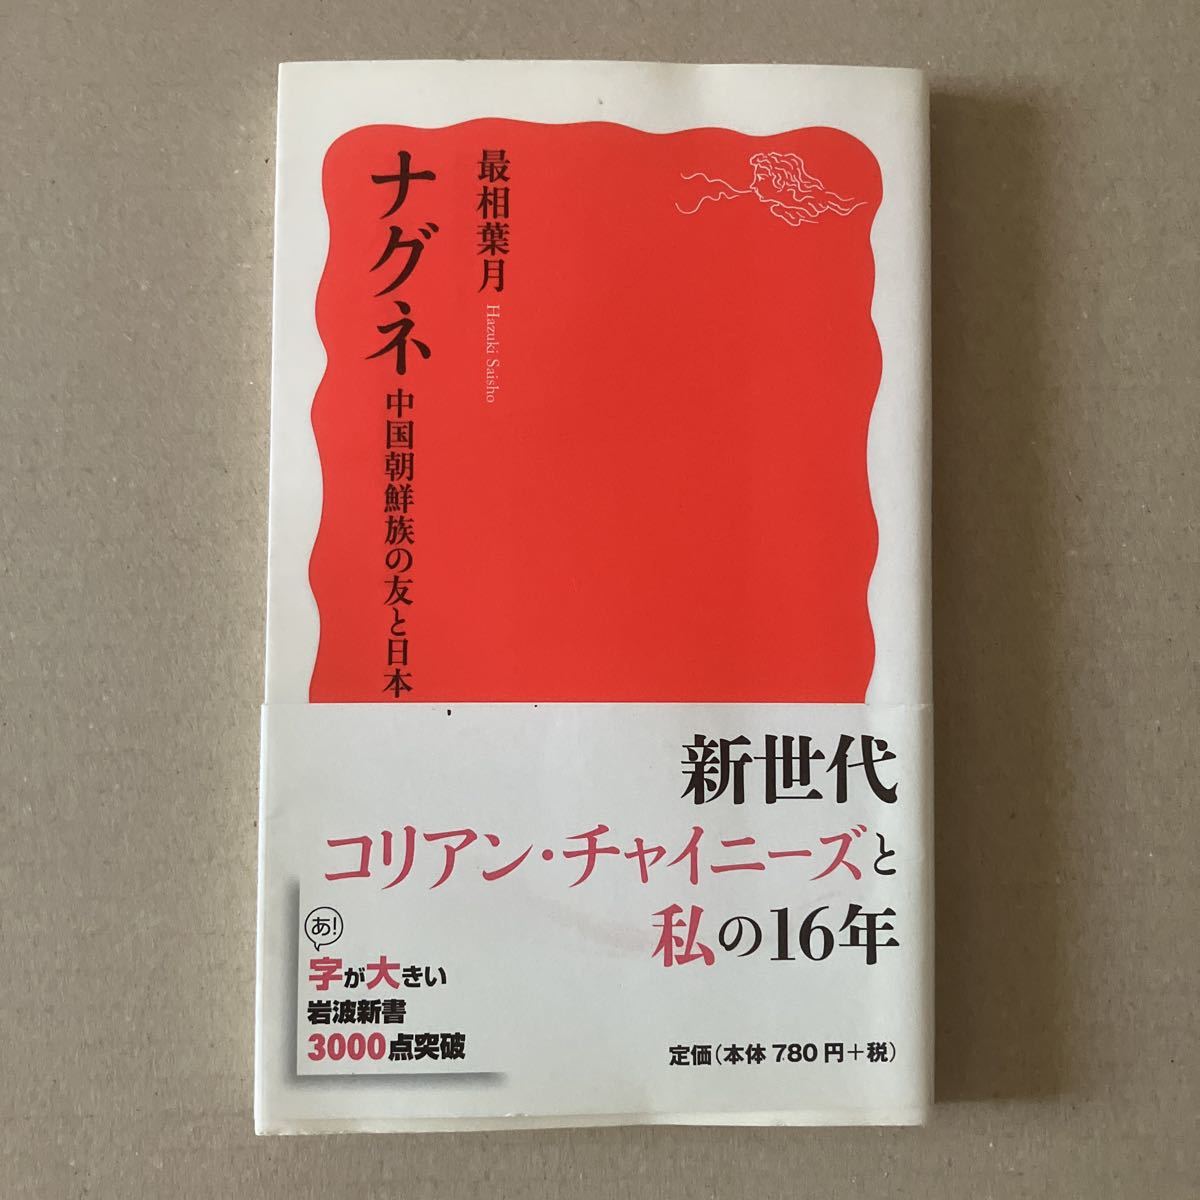 最相葉月
Hazuki Saisho
ナグネ
中国朝鮮族の友と日本
新世代
コリアン・チャイニーズと
私の16年
あ!
字が大きい
岩波新書
3000点突破
定価(本体 780円+税)